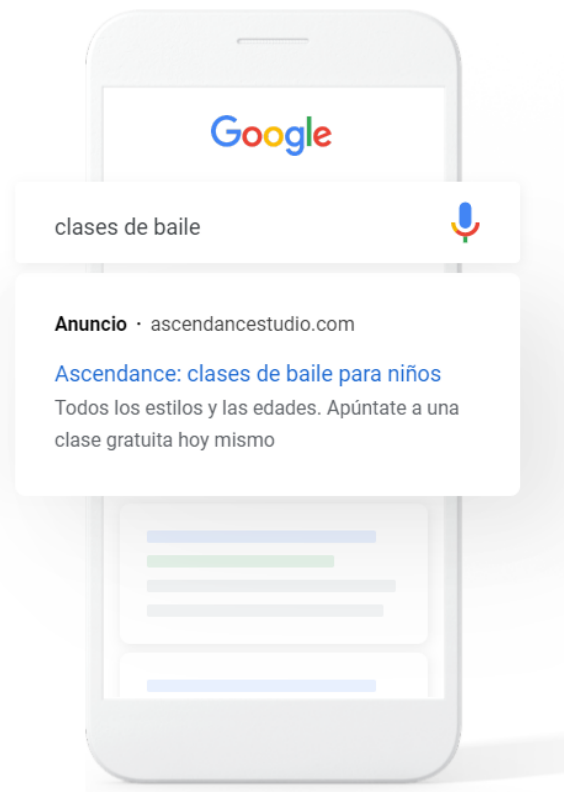 Google
clases de baile
Anuncio · ascendancestudio.com
Ascendance: clases de baile para niños
Todos los estilos y las edades. Apúntate a una
clase gratuita hoy mismo